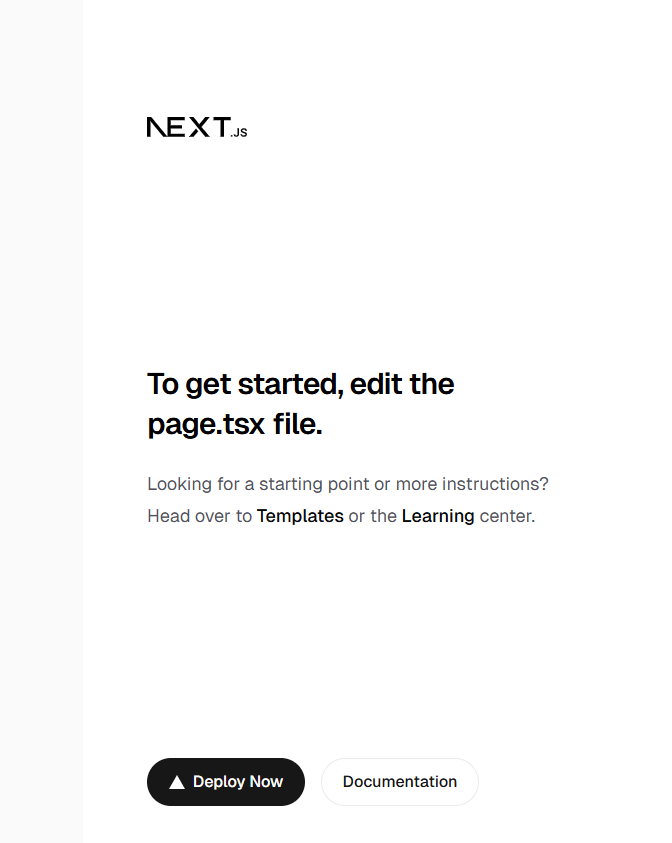 NEXT.JS
To get started, edit the
page.tsx file.
Looking for a starting point or more instructions?
Head over to Templates or the Learning center.
Deploy Now
Documentation